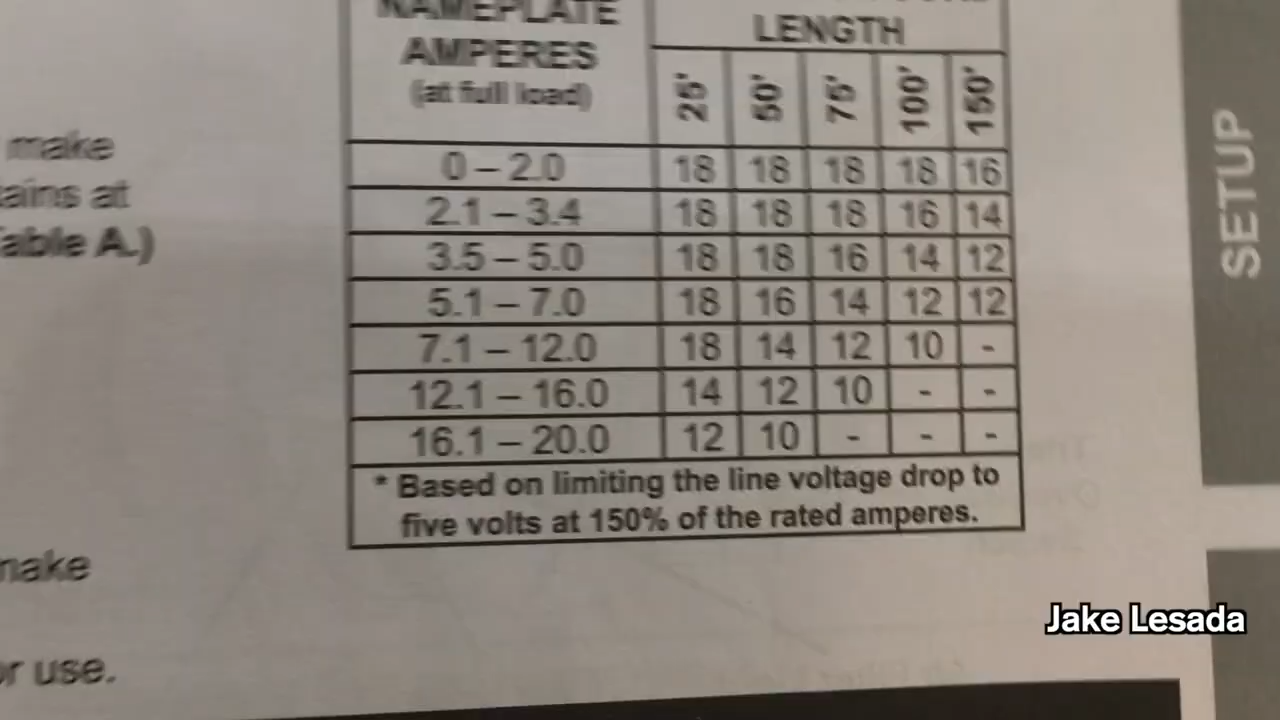 NAMEPLATE
AMPERES
(at full load)
LENGTH
25' 50' 75' 100' 150'
0 – 2.0 18 18 18 18 16
2.1 – 3.4 18 18 18 16 14
3.5 – 5.0 18 18 16 14 12
5.1 – 7.0 18 16 14 12 12
7.1 – 12.0 18 14 12 10 -
12.1 – 16.0 14 12 10 - -
16.1 – 20.0 12 10 - - -
* Based on limiting the line voltage drop to
five volts at 150% of the rated amperes.
make
at
A.)
or use.
SETUP
Jake Lesada